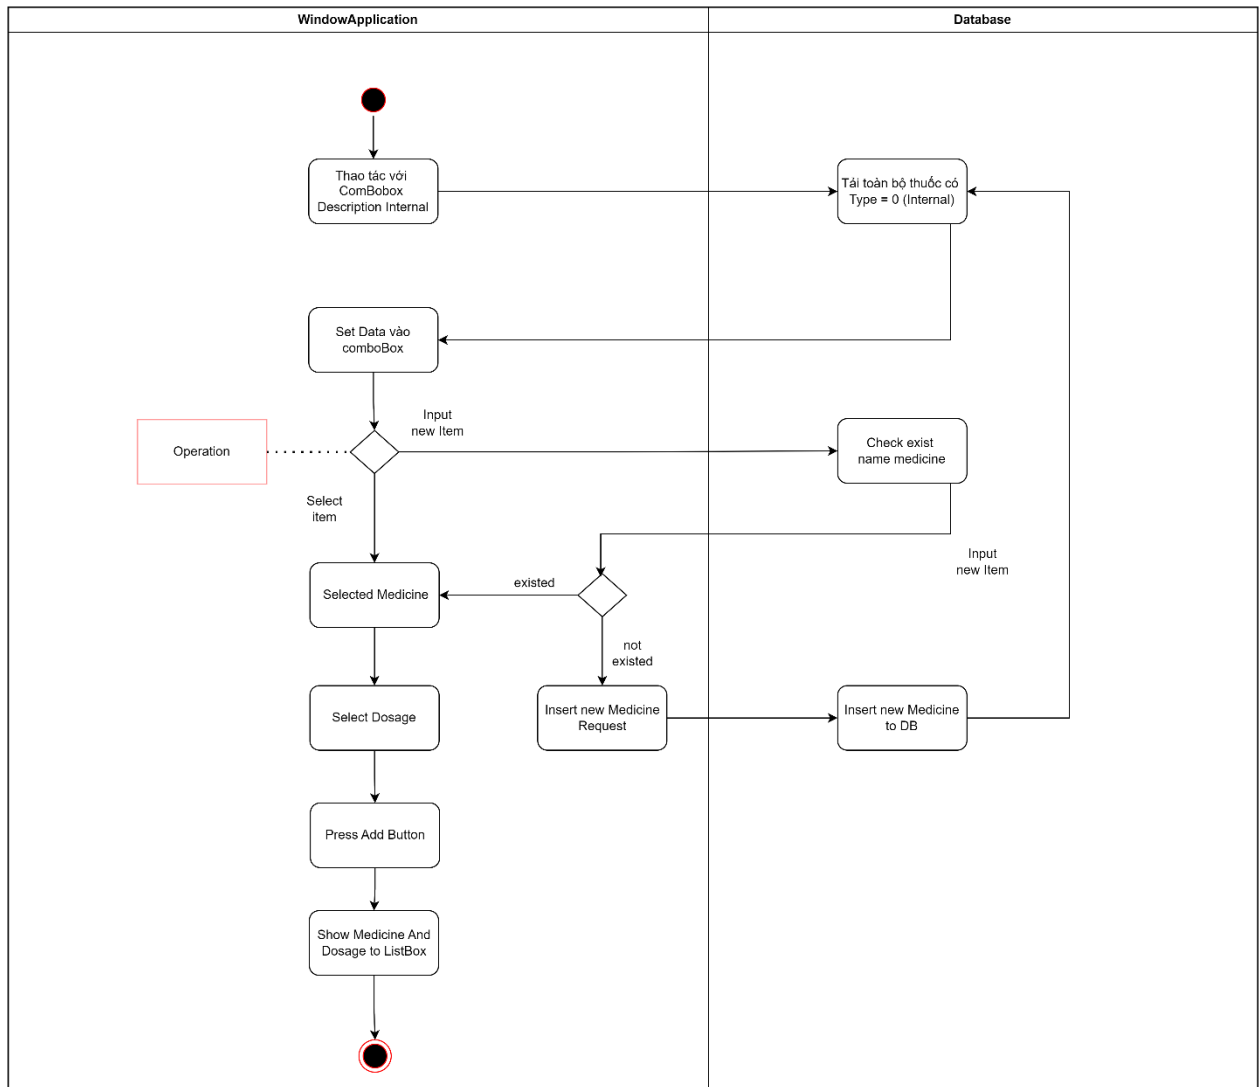 WindowApplication
Database
Thao tác với
ComBobox
Description Internal
Tải toàn bộ thuốc có
Type = 0 (Internal)
Set Data vào
comboBox
Input
new Item
Operation
Check exist
name medicine
Select
item
Input
new Item
existed
Selected Medicine
not
existed
Select Dosage
Insert new Medicine
Request
Insert new Medicine
to DB
Press Add Button
Show Medicine And
Dosage to ListBox